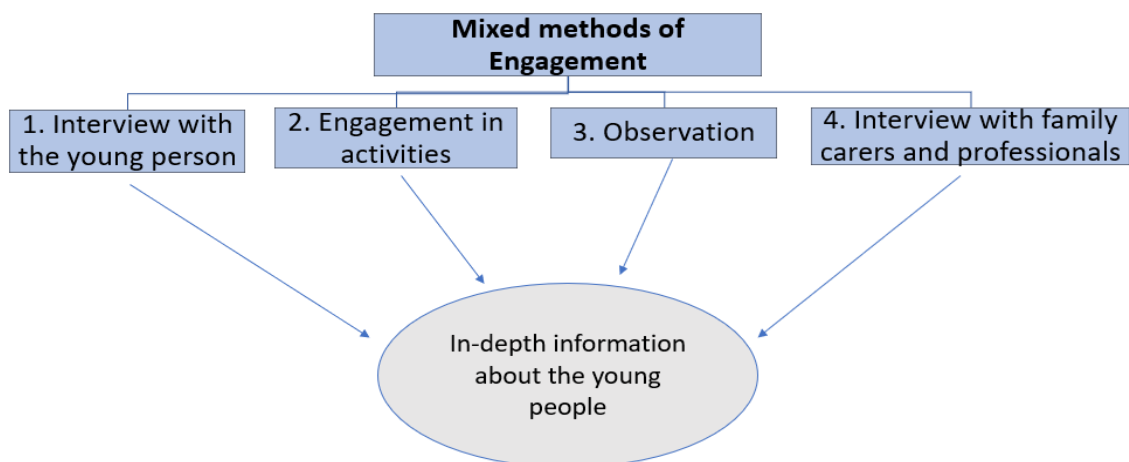 Mixed methods of
Engagement
1. Interview with
the young person
2. Engagement in
activities
3. Observation
4. Interview with family
carers and professionals
In-depth information
about the young
people